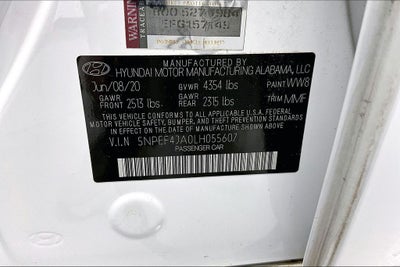 WARNING
MANUFACTURED BY
HYUNDAI MOTOR MANUFACTURING ALABAMA, LLC
Jun/08/20 GVWR 4354 lbs PAINT WW8
GAWR FRONT 2513 lbs GAWR REAR 2315 lbs TRIM MMF
THIS VEHICLE CONFORMS TO ALL APPLICABLE U.S.A FEDERAL
MOTOR VEHICLE SAFETY, BUMPER, AND THEFT PREVENTION STANDARDS
IN EFFECT ON THE DATE OF MANUFACTURE SHOWN ABOVE.
V.I.N 5NPEF4JA0LH055607
PASSENGER CAR